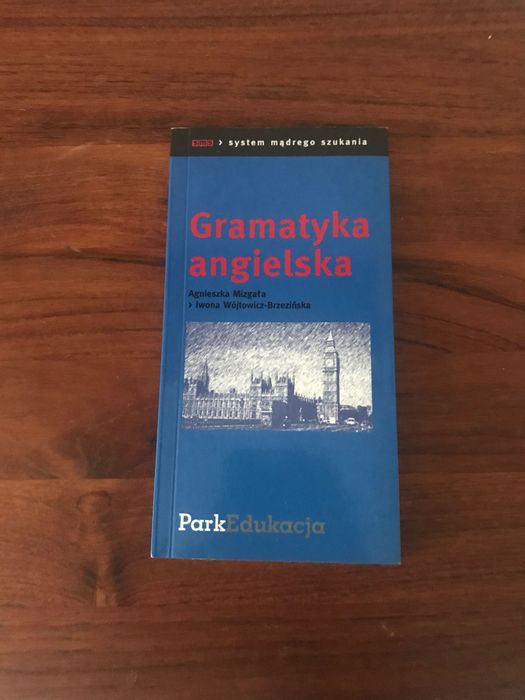 sms > system mądrego szukania
Gramatyka
angielska
Agnieszka Mizgała
> Iwona Wójtowicz-Brzezińska
ParkEdukacja